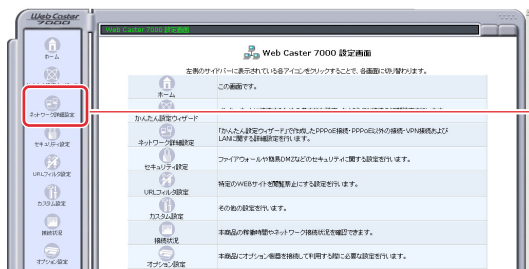 Web Caster
7000
ホーム
ネットワーク詳細設定
セキュリティ設定
URLフィルタ設定
カスタム設定
接続状況
オプション設定
Web Caster 7000 設定画面
Web Caster 7000 設定画面
左側のサイドバーに表示されている各アイコンをクリックすることで、各画面に切り替わります。
ホーム
この画面です。
かんたん設定ウィザード
ネットワーク詳細設定
「かんたん設定ウィザード」で作成したPPPoE接続・PPPoE以外の接続・VPN接続および
LANに関する詳細設定を行います。
セキュリティ設定
ファイアウォールや簡易DMZなどのセキュリティに関する設定を行います。
URLフィルタ設定
特定のWEBサイトを閲覧禁止にする設定を行います。
カスタム設定
その他の設定を行います。
接続状況
本商品の稼働時間やネットワーク接続状況を確認できます。
オプション設定
本商品にオプション機器を接続して利用する際に必要な設定を行います。